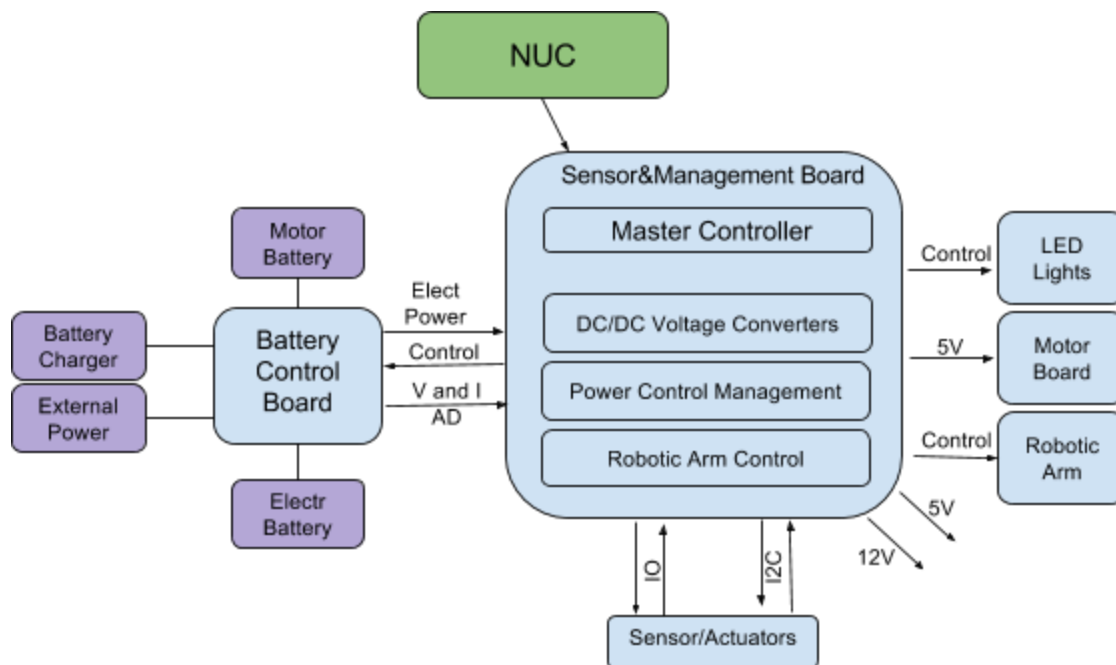 NUC
Sensor&Management Board
Master Controller
DC/DC Voltage Converters
Power Control Management
Robotic Arm Control
Motor
Battery
Battery
Charger
External
Power
Battery
Control
Board
Electr
Battery
Elect
Power
Control
V and I
AD
Control
LED
Lights
5V
Motor
Board
Control
Robotic
Arm
5V
12V
IO
I2C
Sensor/Actuators